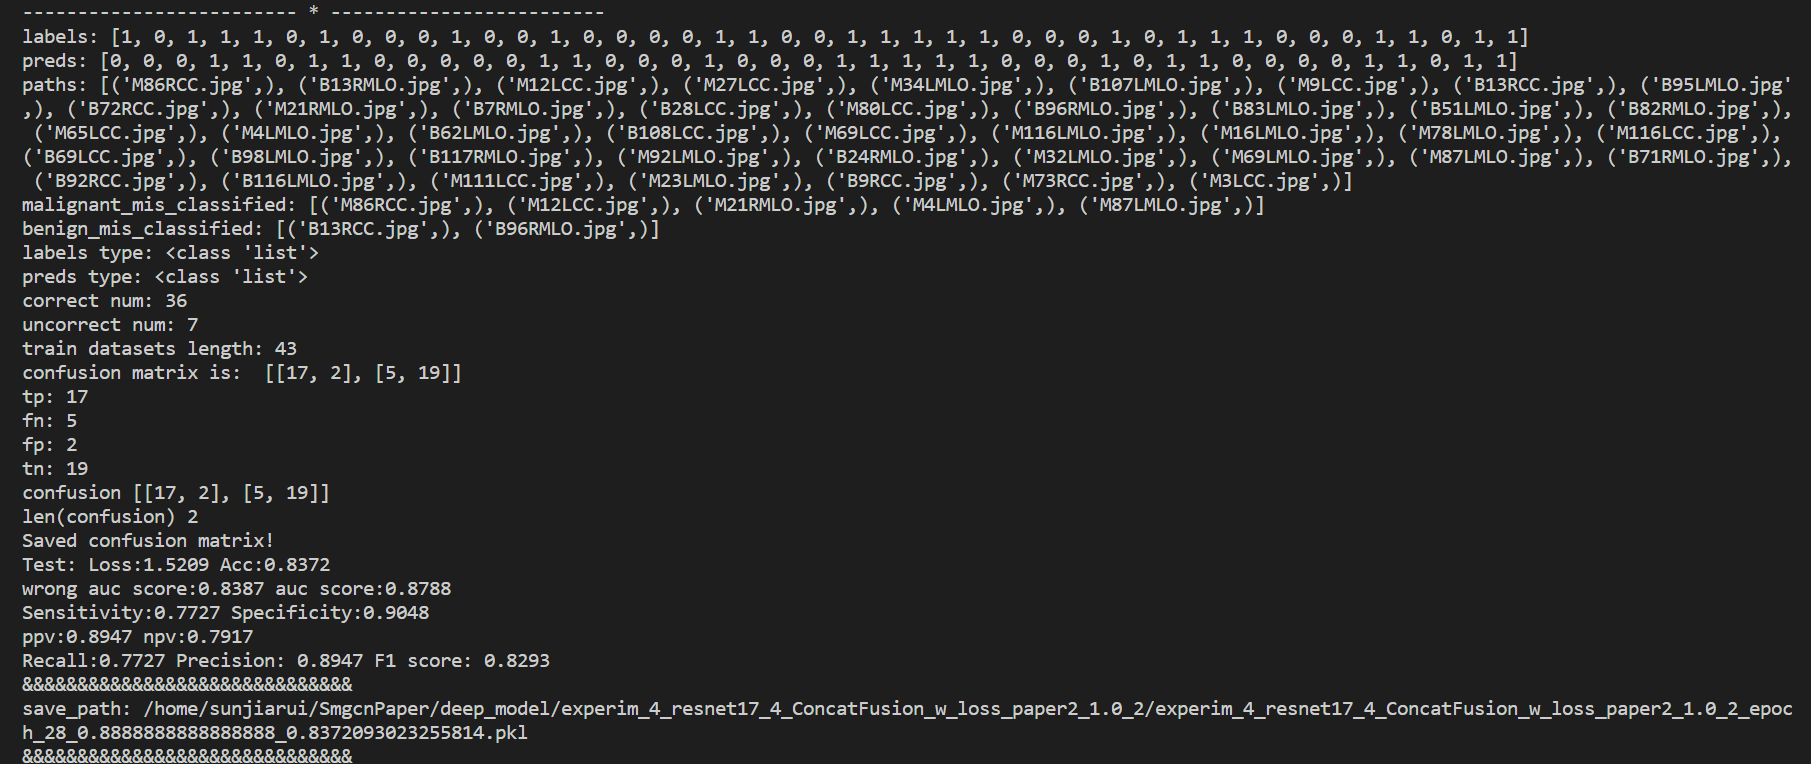 ------------------------- * -------------------------
labels: [1, 0, 1, 1, 1, 0, 1, 0, 0, 0, 1, 0, 0, 1, 0, 0, 0, 0, 1, 1, 0, 0, 1, 1, 1, 1, 1, 0, 0, 0, 1, 0, 1, 1, 1, 0, 0, 0, 1, 1, 0, 1, 1]
preds: [0, 0, 0, 1, 1, 0, 1, 1, 0, 0, 0, 0, 0, 1, 1, 0, 0, 0, 1, 0, 0, 0, 1, 1, 1, 1, 1, 0, 0, 0, 1, 0, 1, 1, 0, 0, 0, 0, 1, 1, 0, 1, 1]
paths: [('M86RCC.jpg',), ('B13RMLO.jpg',), ('M12LCC.jpg',), ('M27LCC.jpg',), ('M34LMLO.jpg',), ('B107LMLO.jpg',), ('M9LCC.jpg',), ('B13RCC.jpg',), ('B95LMLO.jpg'
,), ('B72RCC.jpg',), ('M21RMLO.jpg',), ('B7RMLO.jpg',), ('B28LCC.jpg',), ('M80LCC.jpg',), ('B96RMLO.jpg',), ('B83LMLO.jpg',), ('B51LMLO.jpg',), ('B82RMLO.jpg',),
('M65LCC.jpg',), ('M4LMLO.jpg',), ('B62LMLO.jpg',), ('B108LCC.jpg',), ('M69LCC.jpg',), ('M116LMLO.jpg',), ('M16LMLO.jpg',), ('M78LMLO.jpg',), ('M116LCC.jpg',),
('B69LCC.jpg',), ('B98LMLO.jpg',), ('B117RMLO.jpg',), ('M92LMLO.jpg',), ('B24RMLO.jpg',), ('M32LMLO.jpg',), ('M69LMLO.jpg',), ('M87LMLO.jpg',), ('B71RMLO.jpg',),
('B92RCC.jpg',), ('B116LMLO.jpg',), ('M111LCC.jpg',), ('M23LMLO.jpg',), ('B9RCC.jpg',), ('M73RCC.jpg',), ('M3LCC.jpg',)]
malignant_mis_classified: [('M86RCC.jpg',), ('M12LCC.jpg',), ('M21RMLO.jpg',), ('M4LMLO.jpg',), ('M87LMLO.jpg',)]
benign_mis_classified: [('B13RCC.jpg',), ('B96RMLO.jpg',)]
labels type: <class 'list'>
preds type: <class 'list'>
correct num: 36
uncorrect num: 7
train datasets length: 43
confusion matrix is:  [[17, 2], [5, 19]]
tp: 17
fn: 5
fp: 2
tn: 19
confusion [[17, 2], [5, 19]]
len(confusion) 2
Saved confusion matrix!
Test: Loss:1.5209 Acc:0.8372
wrong auc score:0.8387 auc score:0.8788
Sensitivity:0.7727 Specificity:0.9048
ppv:0.8947 npv:0.7917
Recall:0.7727 Precision: 0.8947 F1 score: 0.8293
&&&&&&&&&&&&&&&&&&&&&&&&&&&&&&
save_path: /home/sunjiarui/SmgcnPaper/deep_model/experim_4_resnet17_4_ConcatFusion_w_loss_paper2_1.0_2/experim_4_resnet17_4_ConcatFusion_w_loss_paper2_1.0_2_epoc
h_28_0.8888888888888888_0.8372093023255814.pkl
&&&&&&&&&&&&&&&&&&&&&&&&&&&&&&